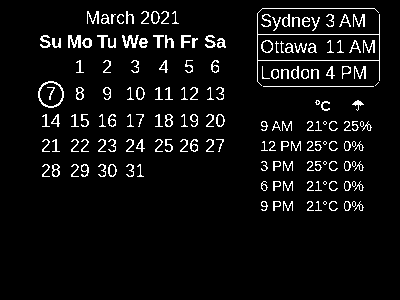 March 2021
Su Mo Tu We Th Fr Sa
1 2 3 4 5 6
7 8 9 10 11 12 13
14 15 16 17 18 19 20
21 22 23 24 25 26 27
28 29 30 31
Sydney 3 AM
Ottawa 11 AM
London 4 PM
°C ☂
9 AM 21°C 25%
12 PM 25°C 0%
3 PM 25°C 0%
6 PM 21°C 0%
9 PM 21°C 0%